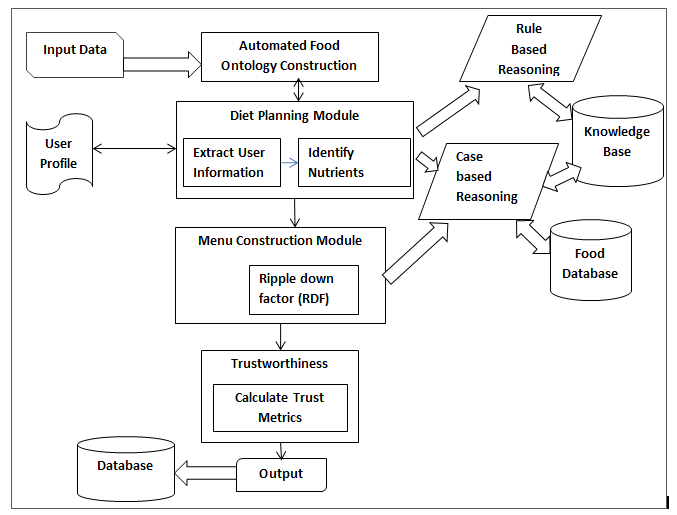 Input Data
Automated Food
Ontology Construction
Rule
Based
Reasoning
Diet Planning Module
Extract User
Information
Identify
Nutrients
User
Profile
Case
based
Reasoning
Knowledge
Base
Menu Construction Module
Ripple down
factor (RDF)
Food
Database
Trustworthiness
Calculate Trust
Metrics
Database
Output